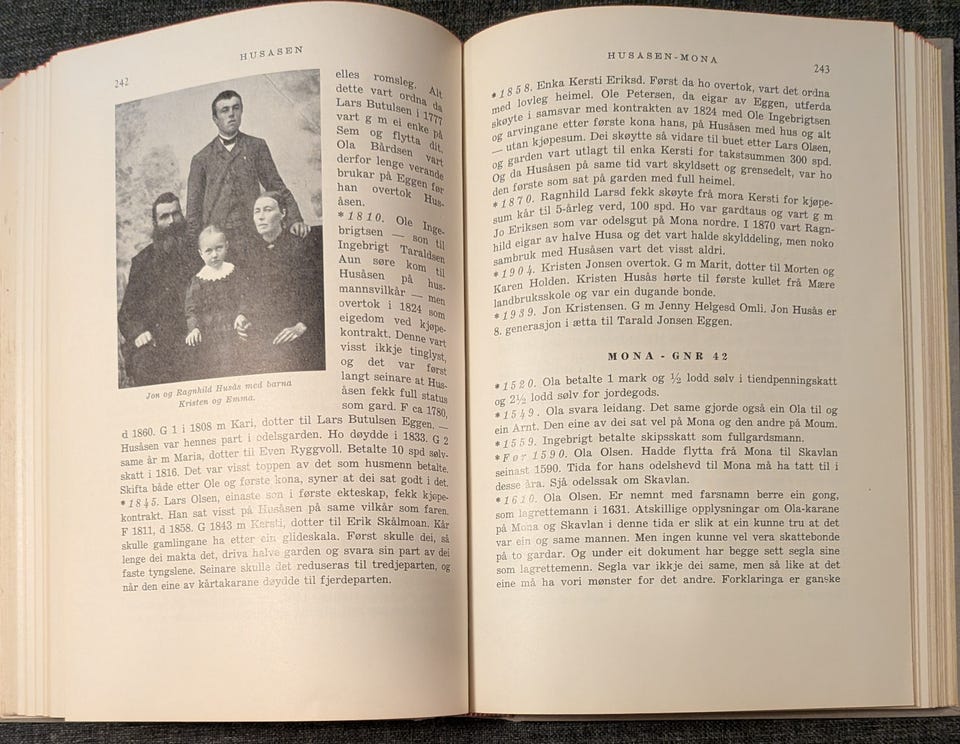 242
HUSÅSEN
elles romsleg. Alt
dette vart ordna da
Lars Butulsen i 1777
vart g m ei enke på
Sem og flytta dit.
Ola Bårdsen vart
derfor lenge verande
brukar på Eggen før
han overtok Hus-
åsen.
*1810. Ole Inge-
brigtsen — son til
Ingebrigt Taraldsen
Aun søre kom til
Husåsen på hus-
mannsvilkår — men
overtok i 1824 som
eigedom ved kjøpe-
kontrakt. Denne vart
visst ikkje tinglyst,
og det var først
langt seinare at Hus-
åsen fekk full status
som gard. F ca 1780,
Jon og Ragnhild Husås med barna
Kristen og Emma.
d 1860. G 1 i 1808 m Kari, dotter til Lars Butulsen Eggen. —
Husåsen var hennes part i odelsgarden. Ho døydde i 1833. G 2
same år m Maria, dotter til Even Ryggvoll. Betalte 10 spd sølv-
skatt i 1816. Det var visst toppen av det som husmenn betalte.
Skifta både etter Ole og første kona, syner at dei sat godt i det.
*1845. Lars Olsen, einaste son i første ekteskap, fekk kjøpe-
kontrakt. Han sat visst på Husåsen på same vilkår som faren.
F 1811, d 1858. G 1843 m Kersti, dotter til Erik Skålmoan. Kår
skulle gamlingana ha etter ein glideskala. Først skulle dei, så
lenge dei makta det, driva halve garden og svara sin part av dei
faste tyngslene. Seinare skulle det reduseras til tredjeparten, og
når den eine av kårtakarane døydde til fjerdeparten.
HUSÅSEN-MONA
243
*1858. Enka Kersti Eriksd. Først da ho overtok, vart det ordna
med lovleg heimel. Ole Petersen, da eigar av Eggen, utferda
skøyte i samsvar med kontrakten av 1824 med Ole Ingebrigtsen
og arvingane etter første kona hans, på Husåsen med hus og alt
— utan kjøpesum. Dei skøytte så vidare til buet etter Lars Olsen,
og garden vart utlagt til enka Kersti for takstsummen 300 spd.
Og da Husåsen på same tid vart skyldsett og grensedelt, var ho
den første som sat på garden med full heimel.
*1870. Ragnhild Larsd fekk skøyte frå mora Kersti for kjøpe-
sum kår til 5-årleg verd, 100 spd. Ho var gardtaus og vart g m
Jo Eriksen som var odelsgut på Mona nordre. I 1870 vart Ragn-
hild eigar av halve Husa og det vart halde skylddeling, men noko
sambruk med Husåsen vart det visst aldri.
*1904. Kristen Jonsen overtok. G m Marit, dotter til Morten og
Karen Holden. Kristen Husås hørte til første kullet frå Mære
landbruksskole og var ein dugande bonde.
*1939. Jon Kristensen. G m Jenny Helgesd Omli. Jon Husås er
8. generasjon i ætta til Tarald Jonsen Eggen.
MONA - GNR 42
*1520. Ola betalte 1 mark og ½ lodd sølv i tiendpenningskatt
og 2½ lodd sølv for jordegods.
*1549. Ola svara leidang. Det same gjorde også ein Ola til og
ein Arnt. Den eine av dei sat vel på Mona og den andre på Moum.
*1559. Ingebrigt betalte skipsskatt som fullgardsmann.
*Før 1590. Ola Olsen. Hadde flytta frå Mona til Skavlan
seinast 1590. Tida for hans odelshevd til Mona må ha tatt til i
desse åra. Sjå odelssak om Skavlan.
*1610. Ola Olsen. Er nemnt med farsnamn berre ein gong,
som lagrettemann i 1631. Atskillige opplysningar om Ola-karane
på Mona og Skavlan i denne tida er slik at ein kunne tru at det
var ein og same mannen. Men ingen kunne vel vera skattebonde
på to gardar. Og under eit dokument har begge sett segla sine
som lagrettemenn. Segla var ikkje dei same, men så like at det
eine må ha vori mønster for det andre. Forklaringa er ganske